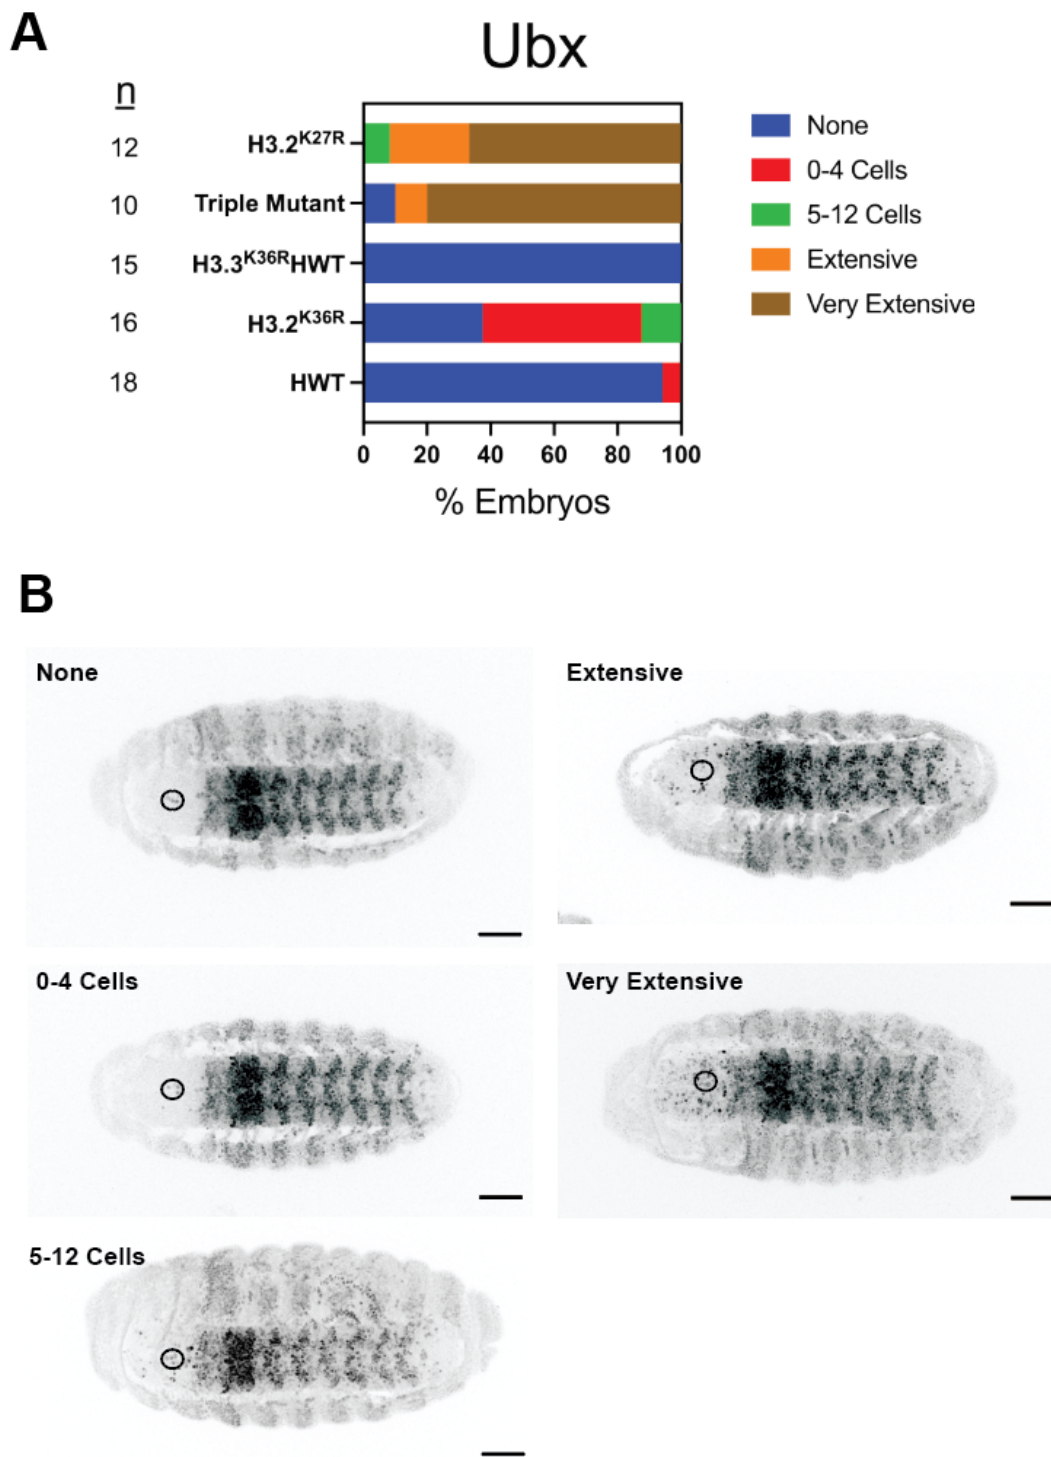 A
Ubx
n
12 H3.2K27R
10 Triple Mutant
15 H3.3K36RHWT
16 H3.2K36R
18 HWT
None
0-4 Cells
5-12 Cells
Extensive
Very Extensive
0 20 40 60 80 100
% Embryos
B
None
Extensive
0-4 Cells
Very Extensive
5-12 Cells